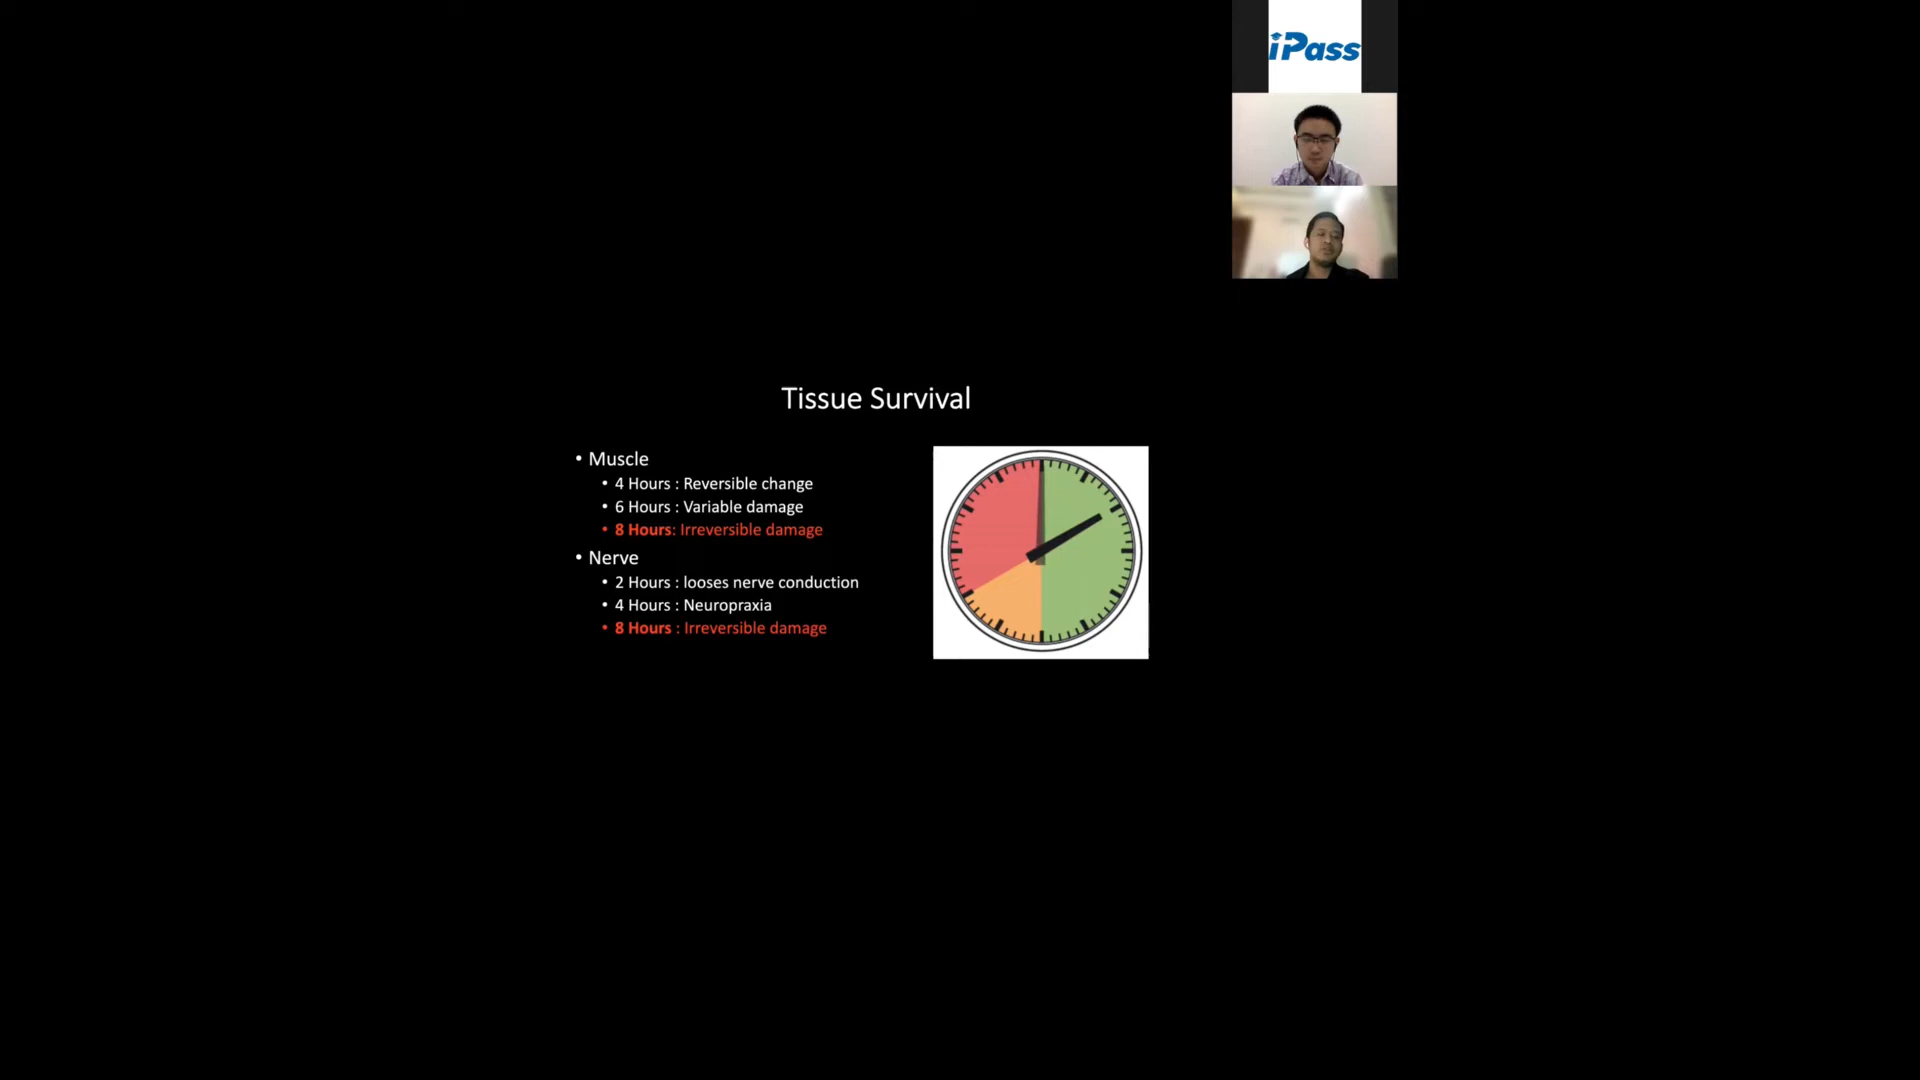 iPass
Tissue Survival
• Muscle
• 4 Hours : Reversible change
• 6 Hours : Variable damage
• 8 Hours: Irreversible damage
• Nerve
• 2 Hours : looses nerve conduction
• 4 Hours : Neuropraxia
• 8 Hours : Irreversible damage